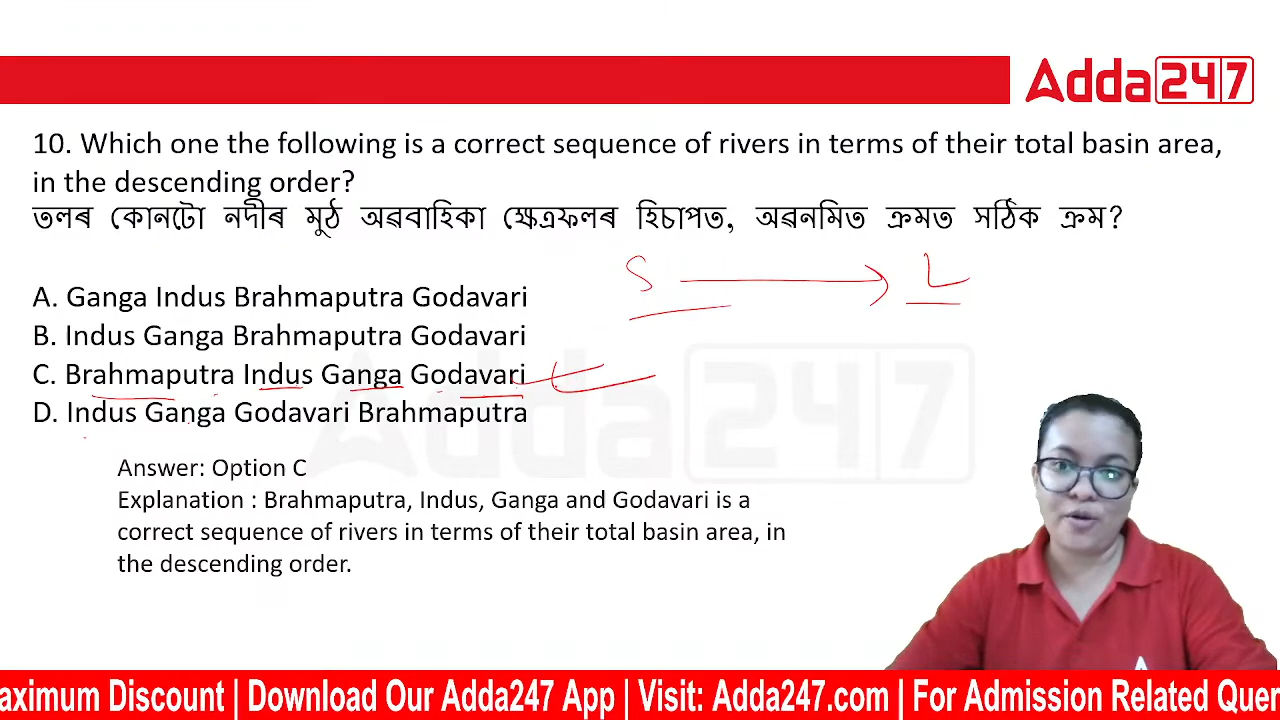 Adda247
10. Which one the following is a correct sequence of rivers in terms of their total basin area,
in the descending order?
তলৰ কোনটো নদীৰ মুঠ অৱবাহিকা ক্ষেত্ৰফলৰ হিচাপত, অৱনমিত ক্ৰমত সঠিক ক্ৰম?
S L
A. Ganga Indus Brahmaputra Godavari
B. Indus Ganga Brahmaputra Godavari
C. Brahmaputra Indus Ganga Godavari
D. Indus Ganga Godavari Brahmaputra
Adda247
Answer: Option C
Explanation : Brahmaputra, Indus, Ganga and Godavari is a
correct sequence of rivers in terms of their total basin area, in
the descending order.
aximum Discount | Download Our Adda247 App | Visit: Adda247.com | For Admission Related Quer